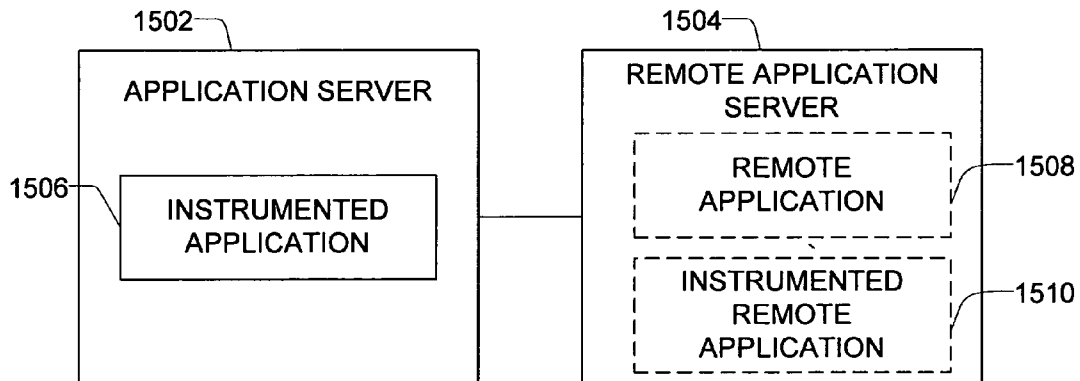 1502
1504
APPLICATION SERVER
REMOTE APPLICATION
SERVER
1506
INSTRUMENTED
APPLICATION
REMOTE
APPLICATION
1508
INSTRUMENTED
REMOTE
APPLICATION
1510